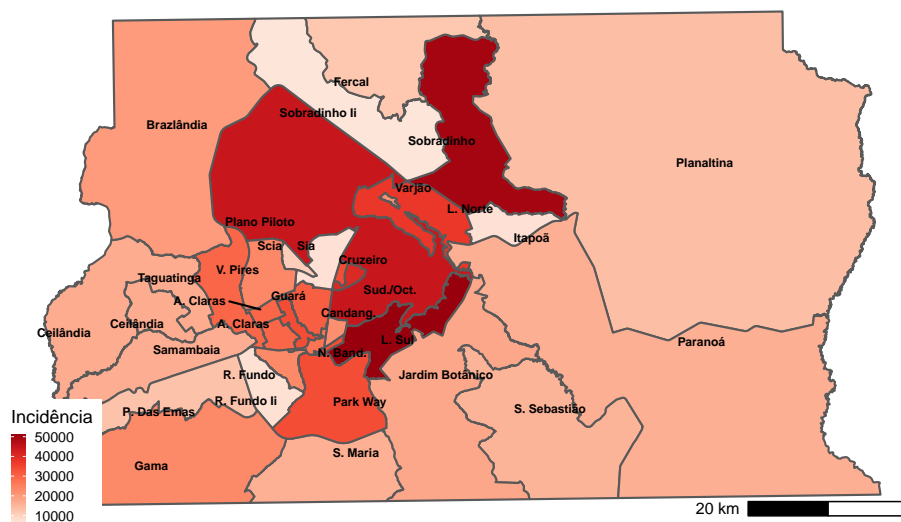 Fercal
Sobradinho Ii
Brazlândia
Sobradinho
Planaltina
Varjão
L. Norte
Plano Piloto
Itapoã
Scia
Sia
Cruzeiro
V. Pires
Taguatinga
Guará
Sud./Oct.
A. Claras
Candang.
Ceilândia
Ceilândia
A. Claras
L. Sul
Paranoá
Samambaia
N. Band.
R. Fundo
Jardim Botânico
R. Fundo Ii
Park Way
P. Das Emas
S. Sebastião
S. Maria
Gama
Incidência
50000
40000
30000
20000
10000
20 km